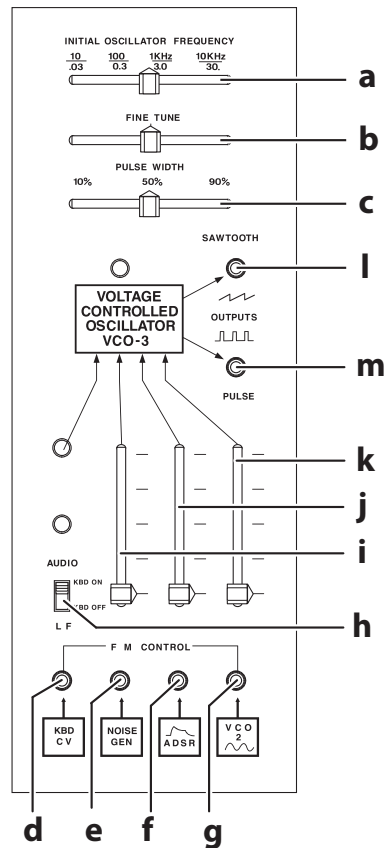 INITIAL OSCILLATOR FREQUENCY
10 100 1KHz 10KHz
.03 0.3 3.0 30.
a
FINE TUNE
b
PULSE WIDTH
10% 50% 90%
c
SAWTOOTH
l
VOLTAGE
CONTROLLED
OSCILLATOR
VCO-3
OUTPUTS
m
PULSE
k
j
i
AUDIO
KBD ON
BD OFF
L F
h
F M CONTROL
KBD
CV
NOISE
GEN
ADSR
VCO
2
d e f g